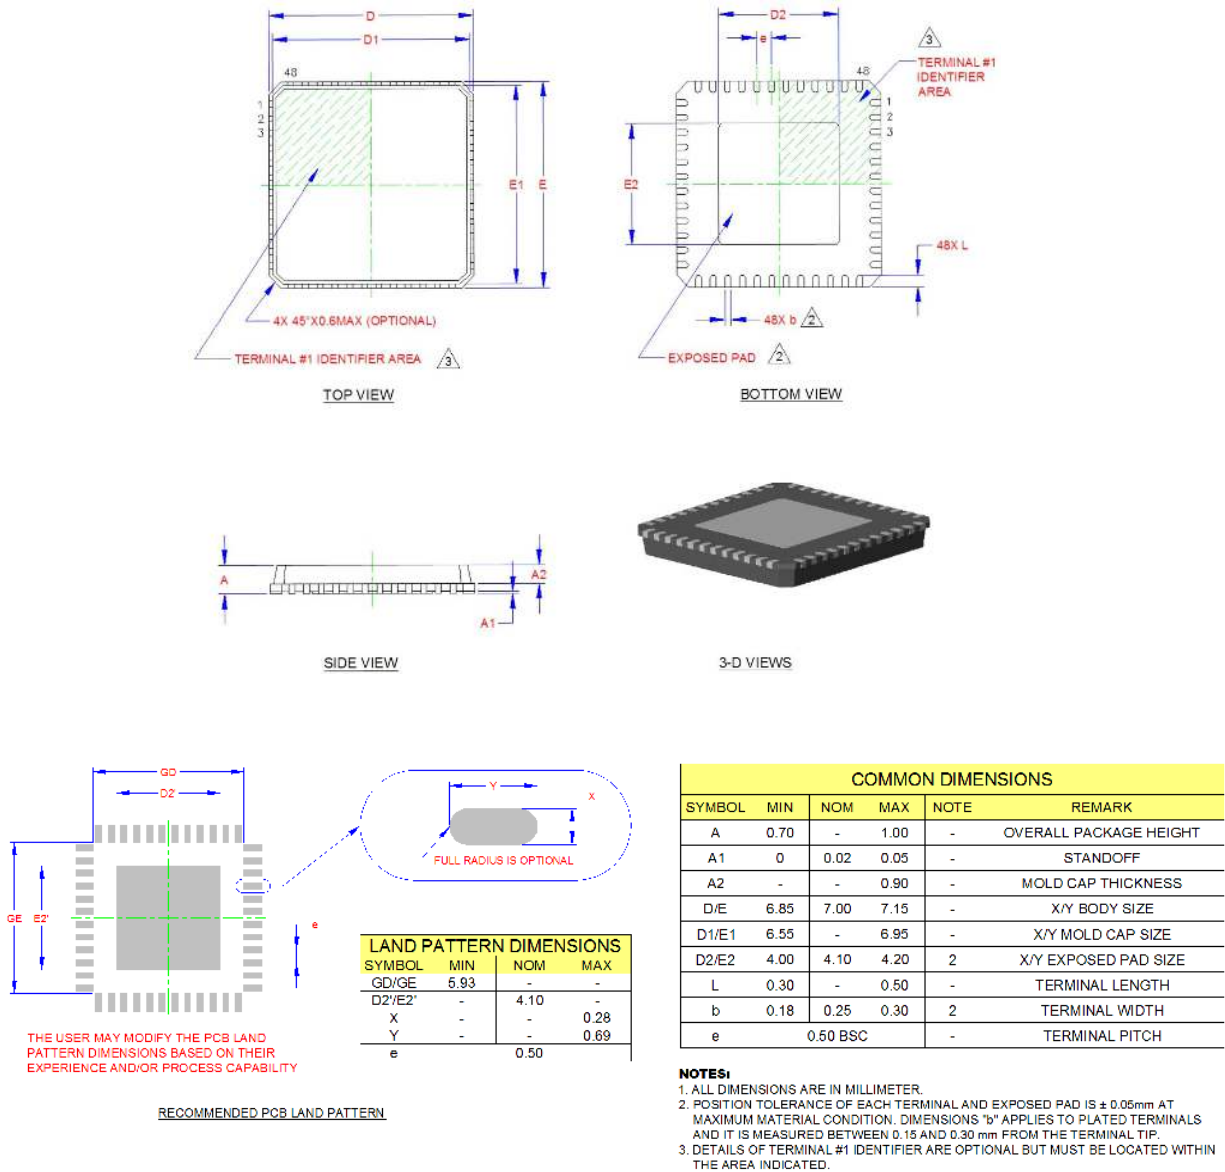 D
D1
48
1
2
3
E1
E
4X 45°X0.6MAX (OPTIONAL)
TERMINAL #1 IDENTIFIER AREA 3
TOP VIEW
D2
e
3
TERMINAL #1
IDENTIFIER
AREA
48
1
2
3
E2
48X L
48X b 2
EXPOSED PAD 2
BOTTOM VIEW
A
A2
A1
SIDE VIEW
3-D VIEWS
GD
D2'
GE
E2'
e
Y
X
FULL RADIUS IS OPTIONAL
THE USER MAY MODIFY THE PCB LAND
PATTERN DIMENSIONS BASED ON THEIR
EXPERIENCE AND/OR PROCESS CAPABILITY
RECOMMENDED PCB LAND PATTERN
LAND PATTERN DIMENSIONS
SYMBOL MIN NOM MAX
GD/GE 5.93 - -
D2'/E2' - 4.10 -
X - - 0.28
Y - - 0.69
e 0.50
COMMON DIMENSIONS
SYMBOL MIN NOM MAX NOTE REMARK
A 0.70 - 1.00 - OVERALL PACKAGE HEIGHT
A1 0 0.02 0.05 - STANDOFF
A2 - - 0.90 - MOLD CAP THICKNESS
D/E 6.85 7.00 7.15 - X/Y BODY SIZE
D1/E1 6.55 - 6.95 - X/Y MOLD CAP SIZE
D2/E2 4.00 4.10 4.20 2 X/Y EXPOSED PAD SIZE
L 0.30 - 0.50 - TERMINAL LENGTH
b 0.18 0.25 0.30 2 TERMINAL WIDTH
e 0.50 BSC - TERMINAL PITCH
NOTES:
1. ALL DIMENSIONS ARE IN MILLIMETER.
2. POSITION TOLERANCE OF EACH TERMINAL AND EXPOSED PAD IS ± 0.05mm AT
MAXIMUM MATERIAL CONDITION. DIMENSIONS "b" APPLIES TO PLATED TERMINALS
AND IT IS MEASURED BETWEEN 0.15 AND 0.30 mm FROM THE TERMINAL TIP.
3. DETAILS OF TERMINAL #1 IDENTIFIER ARE OPTIONAL BUT MUST BE LOCATED WITHIN
THE AREA INDICATED.